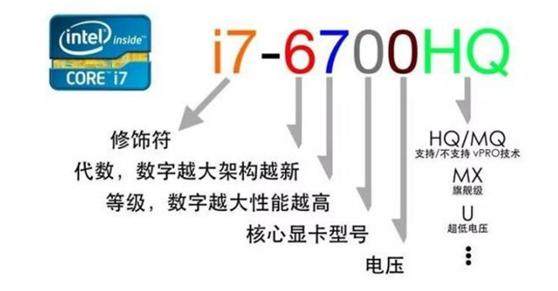 intel inside™
CORE™ i7
i7-6700HQ
修饰符
代数，数字越大架构越新
等级，数字越大性能越高
核心显卡型号
电压
HQ/MQ
支持/不支持 vPRO技术
MX
旗舰级
U
超低电压